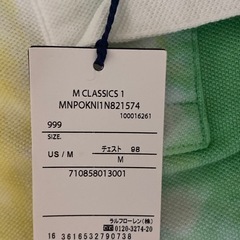 M CLASSICS 1
MNPOKNI1N821574
100016261
999
SIZE.
US / M
チェスト 98
M
710858013001
ラルフローレン(株)
0120-3274-20
16 3616532790738